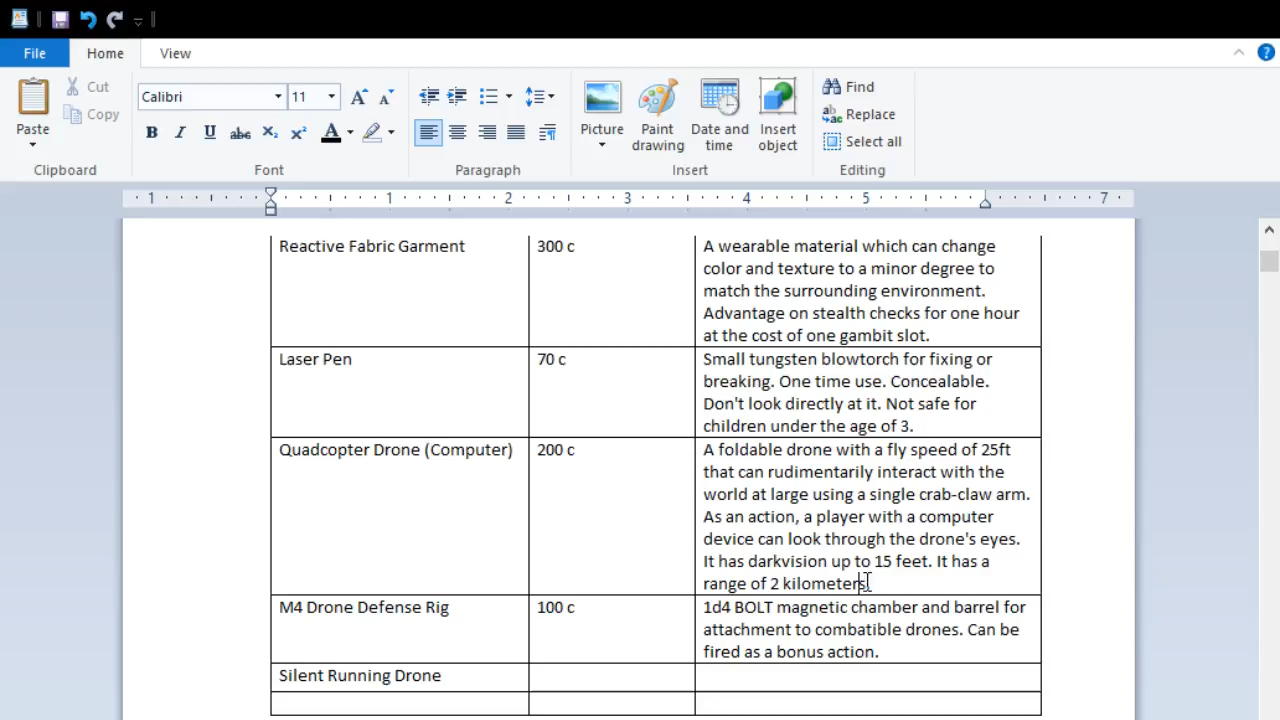 File Home View
Paste
Cut
Copy
Clipboard
Calibri 11
B I U abc X₂ X² A
Font
Paragraph
Picture
Paint drawing
Date and time
Insert object
Insert
Find
Replace
Select all
Editing
1 1 2 3 4 5 7
Reactive Fabric Garment 300 c A wearable material which can change
color and texture to a minor degree to
match the surrounding environment.
Advantage on stealth checks for one hour
at the cost of one gambit slot.
Laser Pen 70 c Small tungsten blowtorch for fixing or
breaking. One time use. Concealable.
Don't look directly at it. Not safe for
children under the age of 3.
Quadcopter Drone (Computer) 200 c A foldable drone with a fly speed of 25ft
that can rudimentarily interact with the
world at large using a single crab-claw arm.
As an action, a player with a computer
device can look through the drone's eyes.
It has darkvision up to 15 feet. It has a
range of 2 kilometers.
M4 Drone Defense Rig 100 c 1d4 BOLT magnetic chamber and barrel for
attachment to combatible drones. Can be
fired as a bonus action.
Silent Running Drone